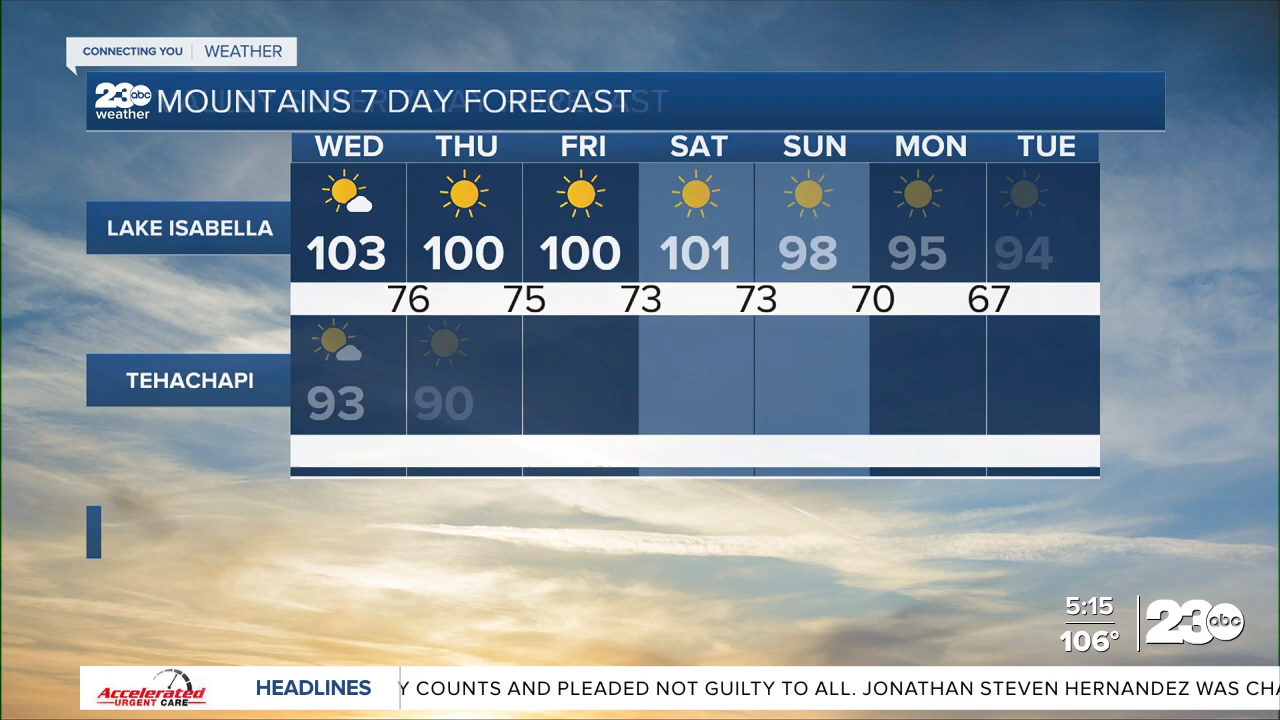 CONNECTING YOU | WEATHER
23 abc
weather
MOUNTAINS 7 DAY FORECAST
WED THU FRI SAT SUN MON TUE
LAKE ISABELLA
103 100 100 101 98 95 94
76 75 73 73 70 67
TEHACHAPI
93 90
5:15
106°
23 abc
Accelerated
URGENT CARE
HEADLINES
Y COUNTS AND PLEADED NOT GUILTY TO ALL. JONATHAN STEVEN HERNANDEZ WAS CHA